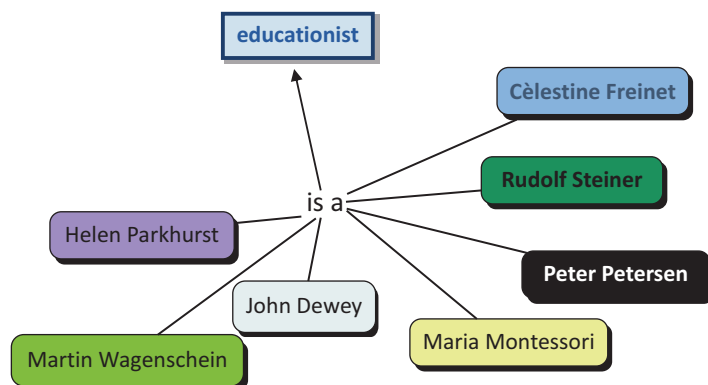 educationist
Cèlestine Freinet
Rudolf Steiner
is a
Helen Parkhurst
Peter Petersen
John Dewey
Maria Montessori
Martin Wagenschein